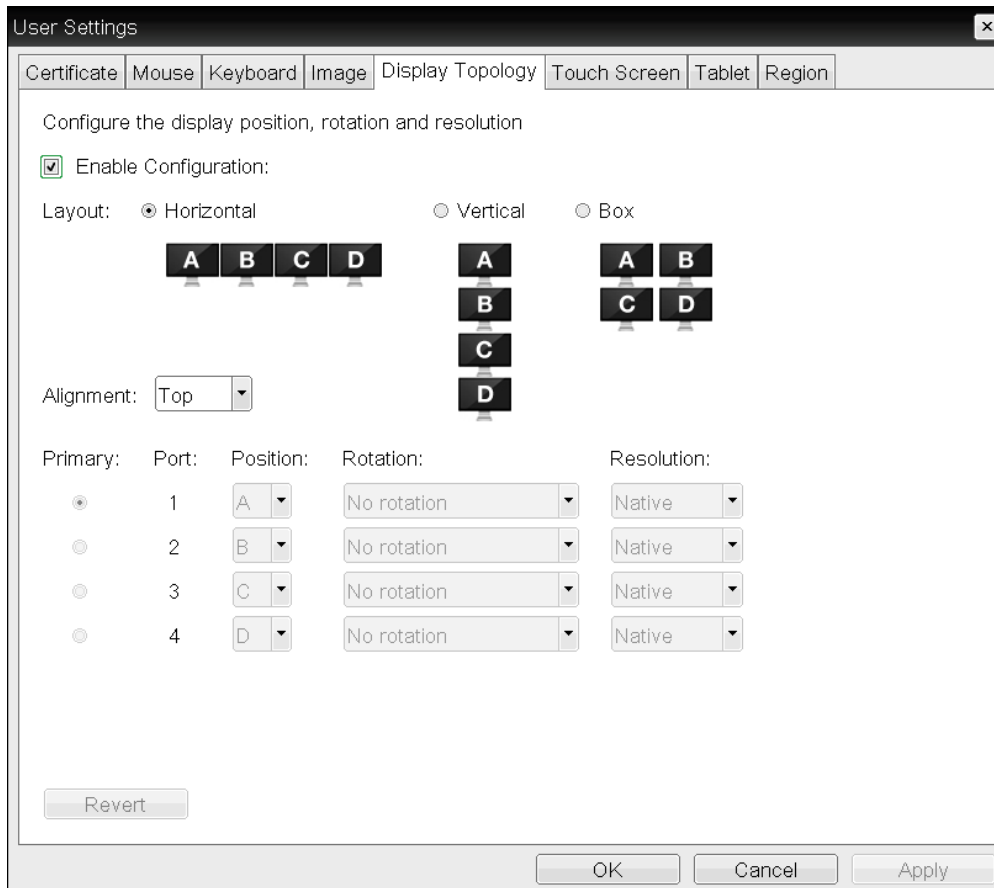 User Settings
Certificate Mouse Keyboard Image Display Topology Touch Screen Tablet Region
Configure the display position, rotation and resolution
Enable Configuration:
Layout: Horizontal Vertical Box
A B C D A A B
B C D
C
Alignment: Top D
Primary: Port: Position: Rotation: Resolution:
1 A No rotation Native
2 B No rotation Native
3 C No rotation Native
4 D No rotation Native
Revert
OK Cancel Apply